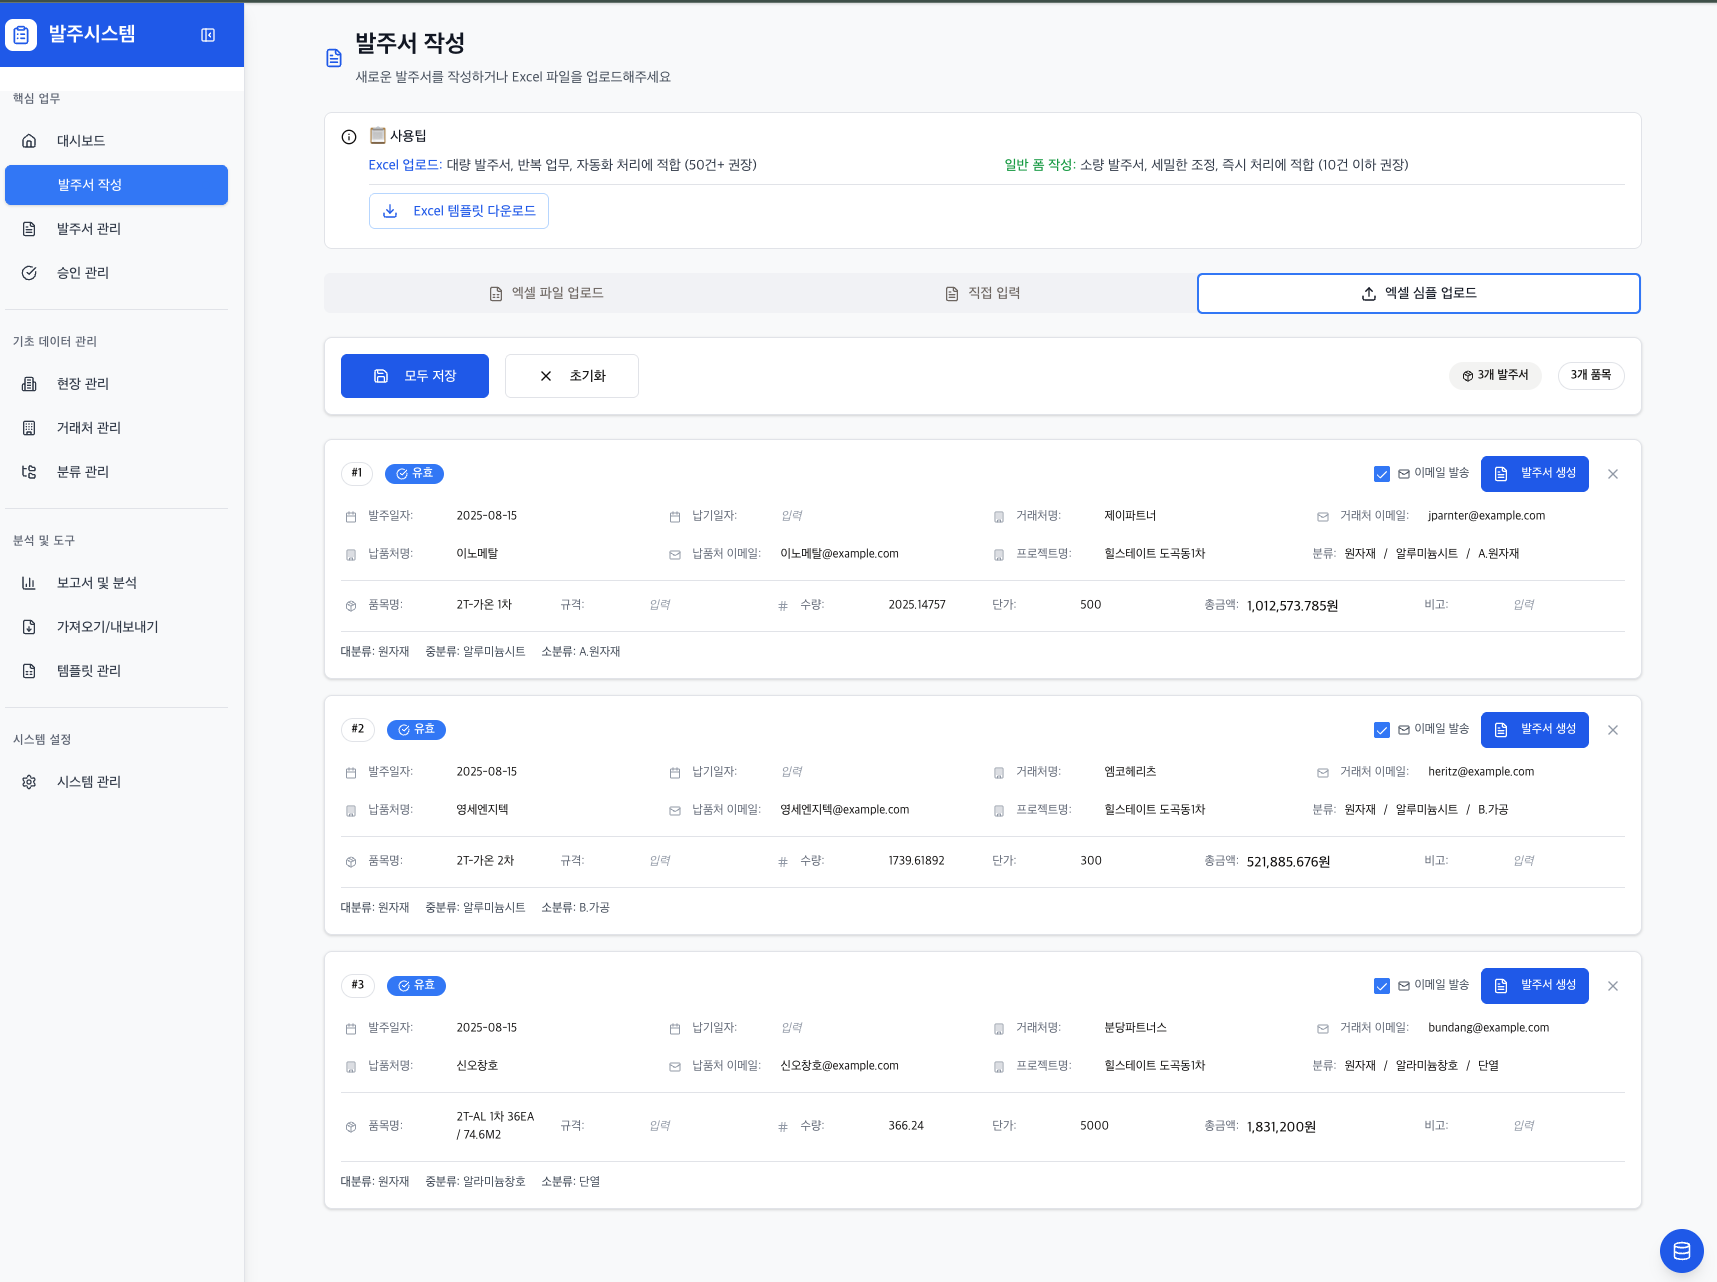 발주시스템
핵심 업무
대시보드
발주서 작성
발주서 관리
승인 관리
기초 데이터 관리
현장 관리
거래처 관리
분류 관리
분석 및 도구
보고서 및 분석
가져오기/내보내기
템플릿 관리
시스템 설정
시스템 관리
발주서 작성
새로운 발주서를 작성하거나 Excel 파일을 업로드해주세요
사용팁
Excel 업로드: 대량 발주서, 반복 업무, 자동화 처리에 적합 (50건+ 권장)
일반 폼 작성: 소량 발주서, 세밀한 조정, 즉시 처리에 적합 (10건 이하 권장)
Excel 템플릿 다운로드
엑셀 파일 업로드
직접 입력
엑셀 심플 업로드
모두 저장
초기화
3개 발주서
3개 품목
#1 유효 이메일 발송 발주서 생성
발주일자: 2025-08-15 납기일자: 입력 거래처명: 제이파트너 거래처 이메일: jparnter@example.com
납품처명: 이노메탈 납품처 이메일: 이노메탈@example.com 프로젝트명: 힐스테이트 도곡동1차 분류: 원자재 / 알루미늄시트 / A.원자재
품목명: 2T-가온 1차 규격: 입력 수량: 2025.14757 단가: 500 총금액: 1,012,573.785원 비고: 입력
대분류: 원자재 중분류: 알루미늄시트 소분류: A.원자재
#2 유효 이메일 발송 발주서 생성
발주일자: 2025-08-15 납기일자: 입력 거래처명: 엠코헤리츠 거래처 이메일: heritz@example.com
납품처명: 영세엔지텍 납품처 이메일: 영세엔지텍@example.com 프로젝트명: 힐스테이트 도곡동1차 분류: 원자재 / 알루미늄시트 / B.가공
품목명: 2T-가온 2차 규격: 입력 수량: 1739.61892 단가: 300 총금액: 521,885.676원 비고: 입력
대분류: 원자재 중분류: 알루미늄시트 소분류: B.가공
#3 유효 이메일 발송 발주서 생성
발주일자: 2025-08-15 납기일자: 입력 거래처명: 분당파트너스 거래처 이메일: bundang@example.com
납품처명: 신오창호 납품처 이메일: 신오창호@example.com 프로젝트명: 힐스테이트 도곡동1차 분류: 원자재 / 알라미늄창호 / 단열
품목명: 2T-AL 1차 36EA
/ 74.6M2 규격: 입력 수량: 366.24 단가: 5000 총금액: 1,831,200원 비고: 입력
대분류: 원자재 중분류: 알라미늄창호 소분류: 단열